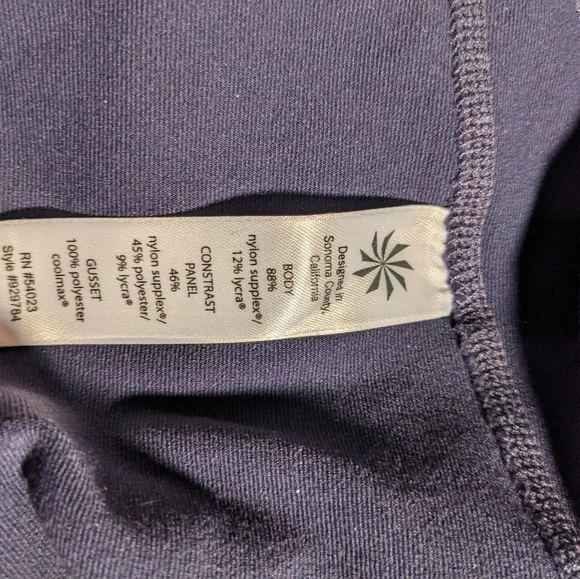 Designed in
Sonoma County,
California
BODY
88%
nylon supplex®/
12% lycra®
CONSTRAST
PANEL
46%
nylon supplex®/
45% polyester/
9% lycra®
GUSSET
100% polyester
coolmax®
RN #54023
Style #929784